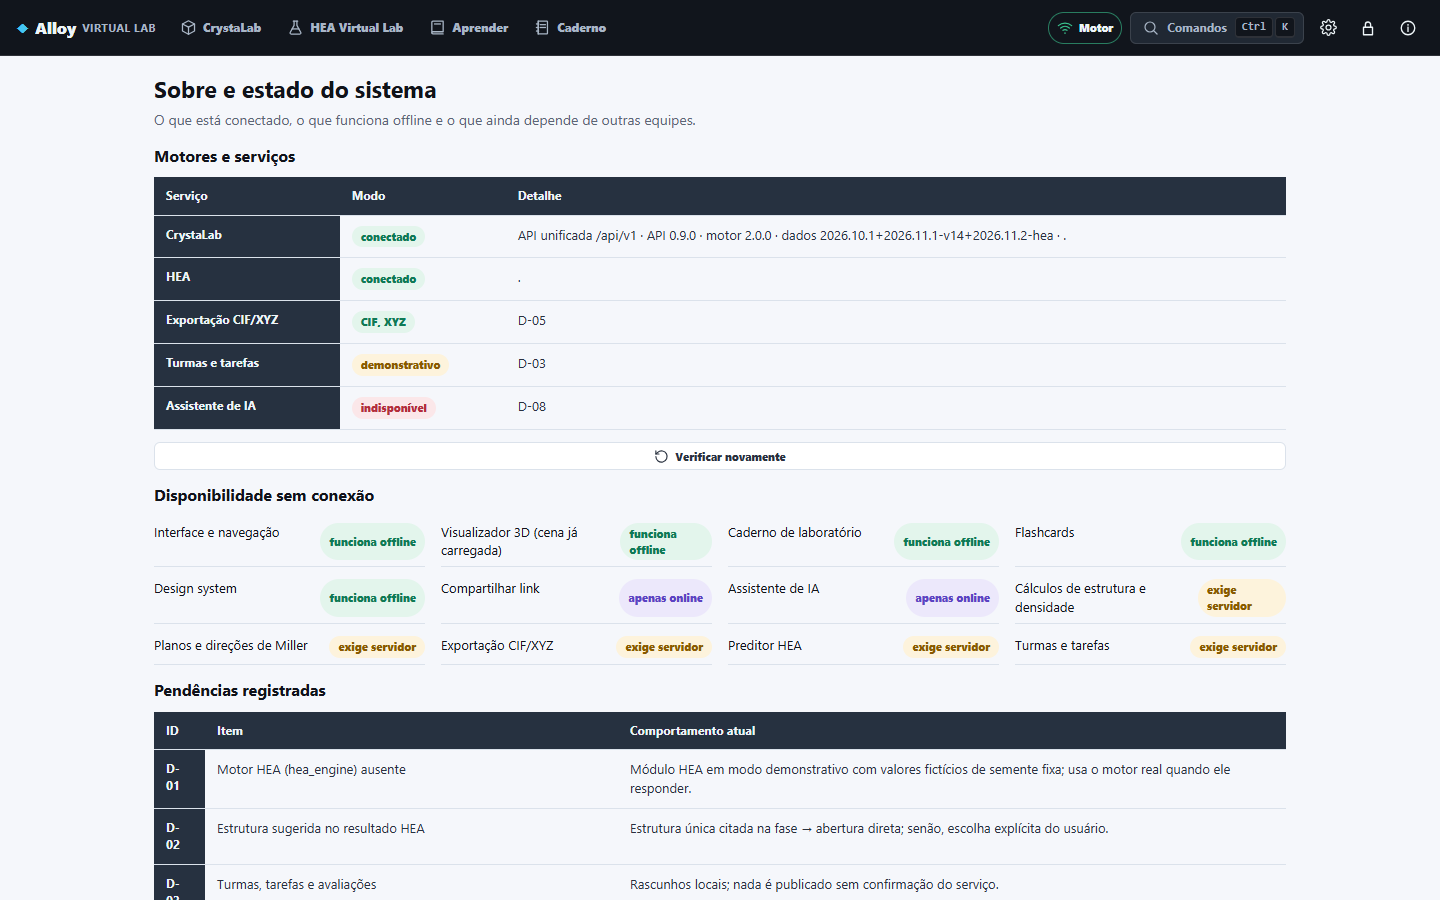 Alloy VIRTUAL LAB CrystaLab HEA Virtual Lab Aprender Caderno Motor Comandos Ctrl K
Sobre e estado do sistema
O que está conectado, o que funciona offline e o que ainda depende de outras equipes.
Motores e serviços
Serviço Modo Detalhe
CrystaLab conectado API unificada /api/v1 · API 0.9.0 · motor 2.0.0 · dados 2026.10.1+2026.11.1-v14+2026.11.2-hea · .
HEA conectado .
Exportação CIF/XYZ CIF, XYZ D-05
Turmas e tarefas demonstrativo D-03
Assistente de IA indisponível D-08
Verificar novamente
Disponibilidade sem conexão
Interface e navegação funciona offline
Visualizador 3D (cena já
carregada)
funciona
offline
Caderno de laboratório funciona offline
Flashcards funciona offline
Design system funciona offline
Compartilhar link apenas online
Assistente de IA apenas online
Cálculos de estrutura e
densidade
exige
servidor
Planos e direções de Miller exige servidor
Exportação CIF/XYZ exige servidor
Preditor HEA exige servidor
Turmas e tarefas exige servidor
Pendências registradas
ID Item Comportamento atual
D-
01
Motor HEA (hea_engine) ausente
Módulo HEA em modo demonstrativo com valores fictícios de semente fixa; usa o motor real quando ele
responder.
D-
02
Estrutura sugerida no resultado HEA
Estrutura única citada na fase → abertura direta; senão, escolha explícita do usuário.
D-
03
Turmas, tarefas e avaliações
Rascunhos locais; nada é publicado sem confirmação do serviço.